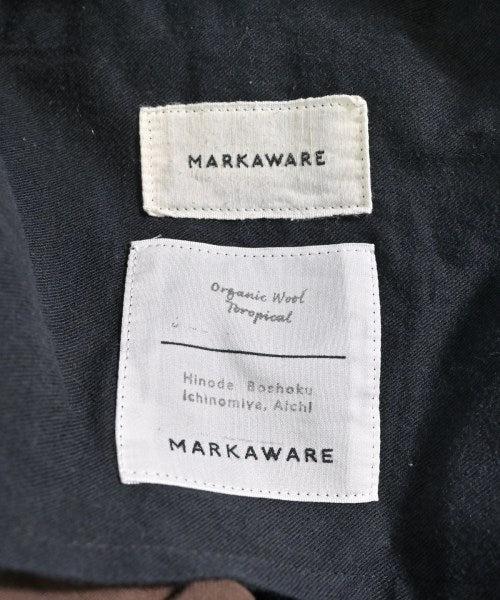 MARKAWARE
Organic Wool
Toropical
Hinode Boshoku
Ichinomiya, Aichi
MARKAWARE